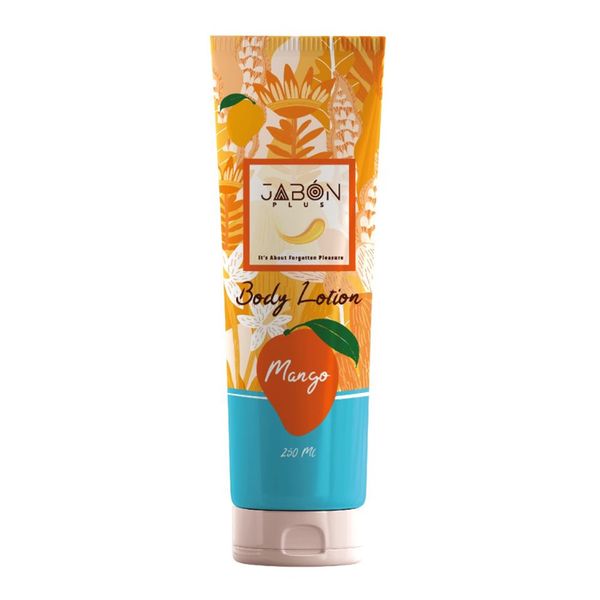 JABÓN
PLUS
It's About Forgotten Pleasure
Body Lotion
Mango
250 ML